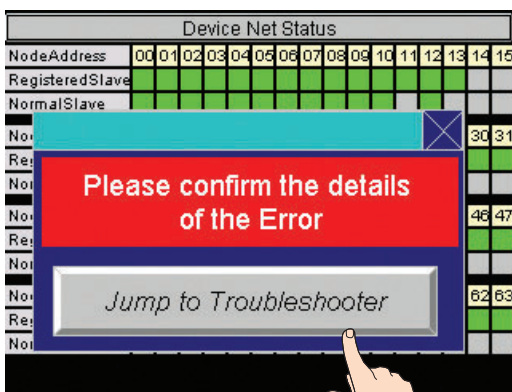 Device Net Status
NodeAddress 00 01 02 03 04 05 06 07 08 09 10 11 12 13 14 15
RegisteredSlave
NormalSlave
30 31
Please confirm the details
of the Error
46 47
Jump to Troubleshooter
62 63